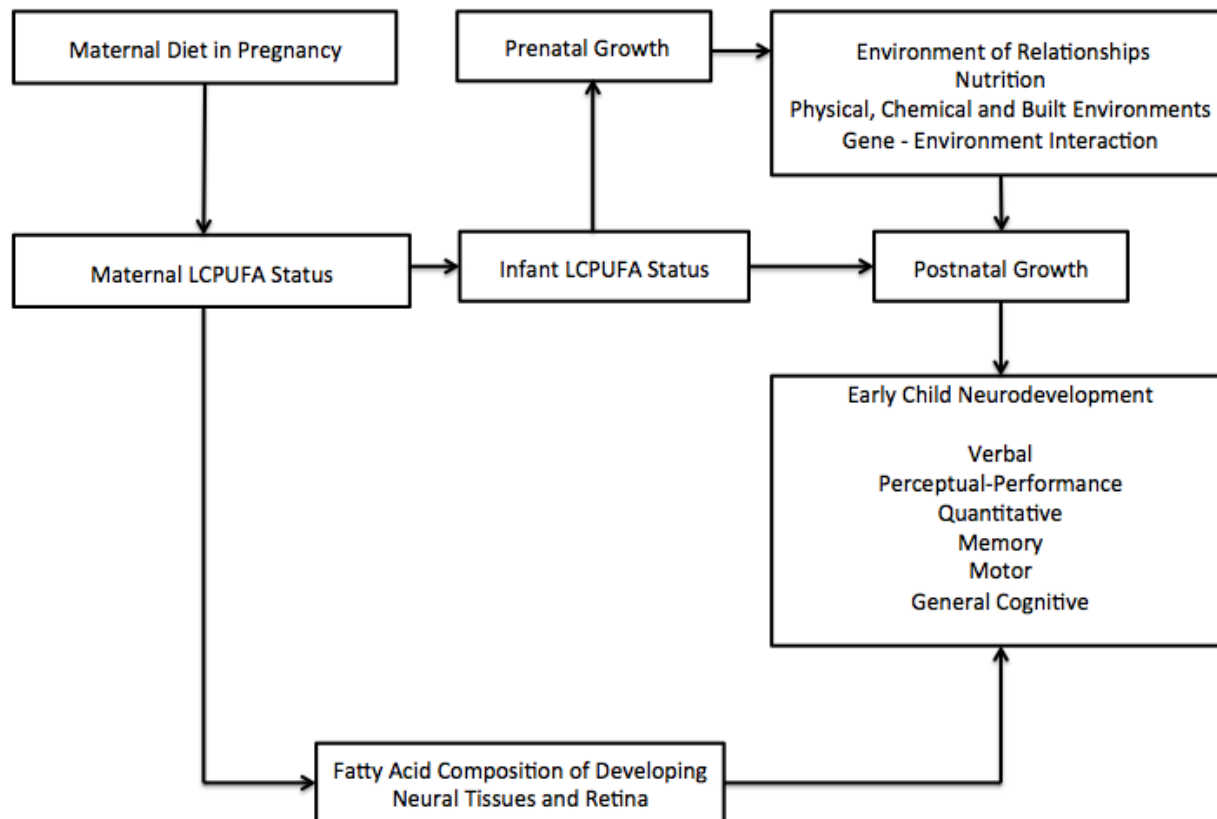 Maternal Diet in Pregnancy
Prenatal Growth
Environment of Relationships
Nutrition
Physical, Chemical and Built Environments
Gene - Environment Interaction
Maternal LCPUFA Status
Infant LCPUFA Status
Postnatal Growth
Early Child Neurodevelopment
Verbal
Perceptual-Performance
Quantitative
Memory
Motor
General Cognitive
Fatty Acid Composition of Developing
Neural Tissues and Retina